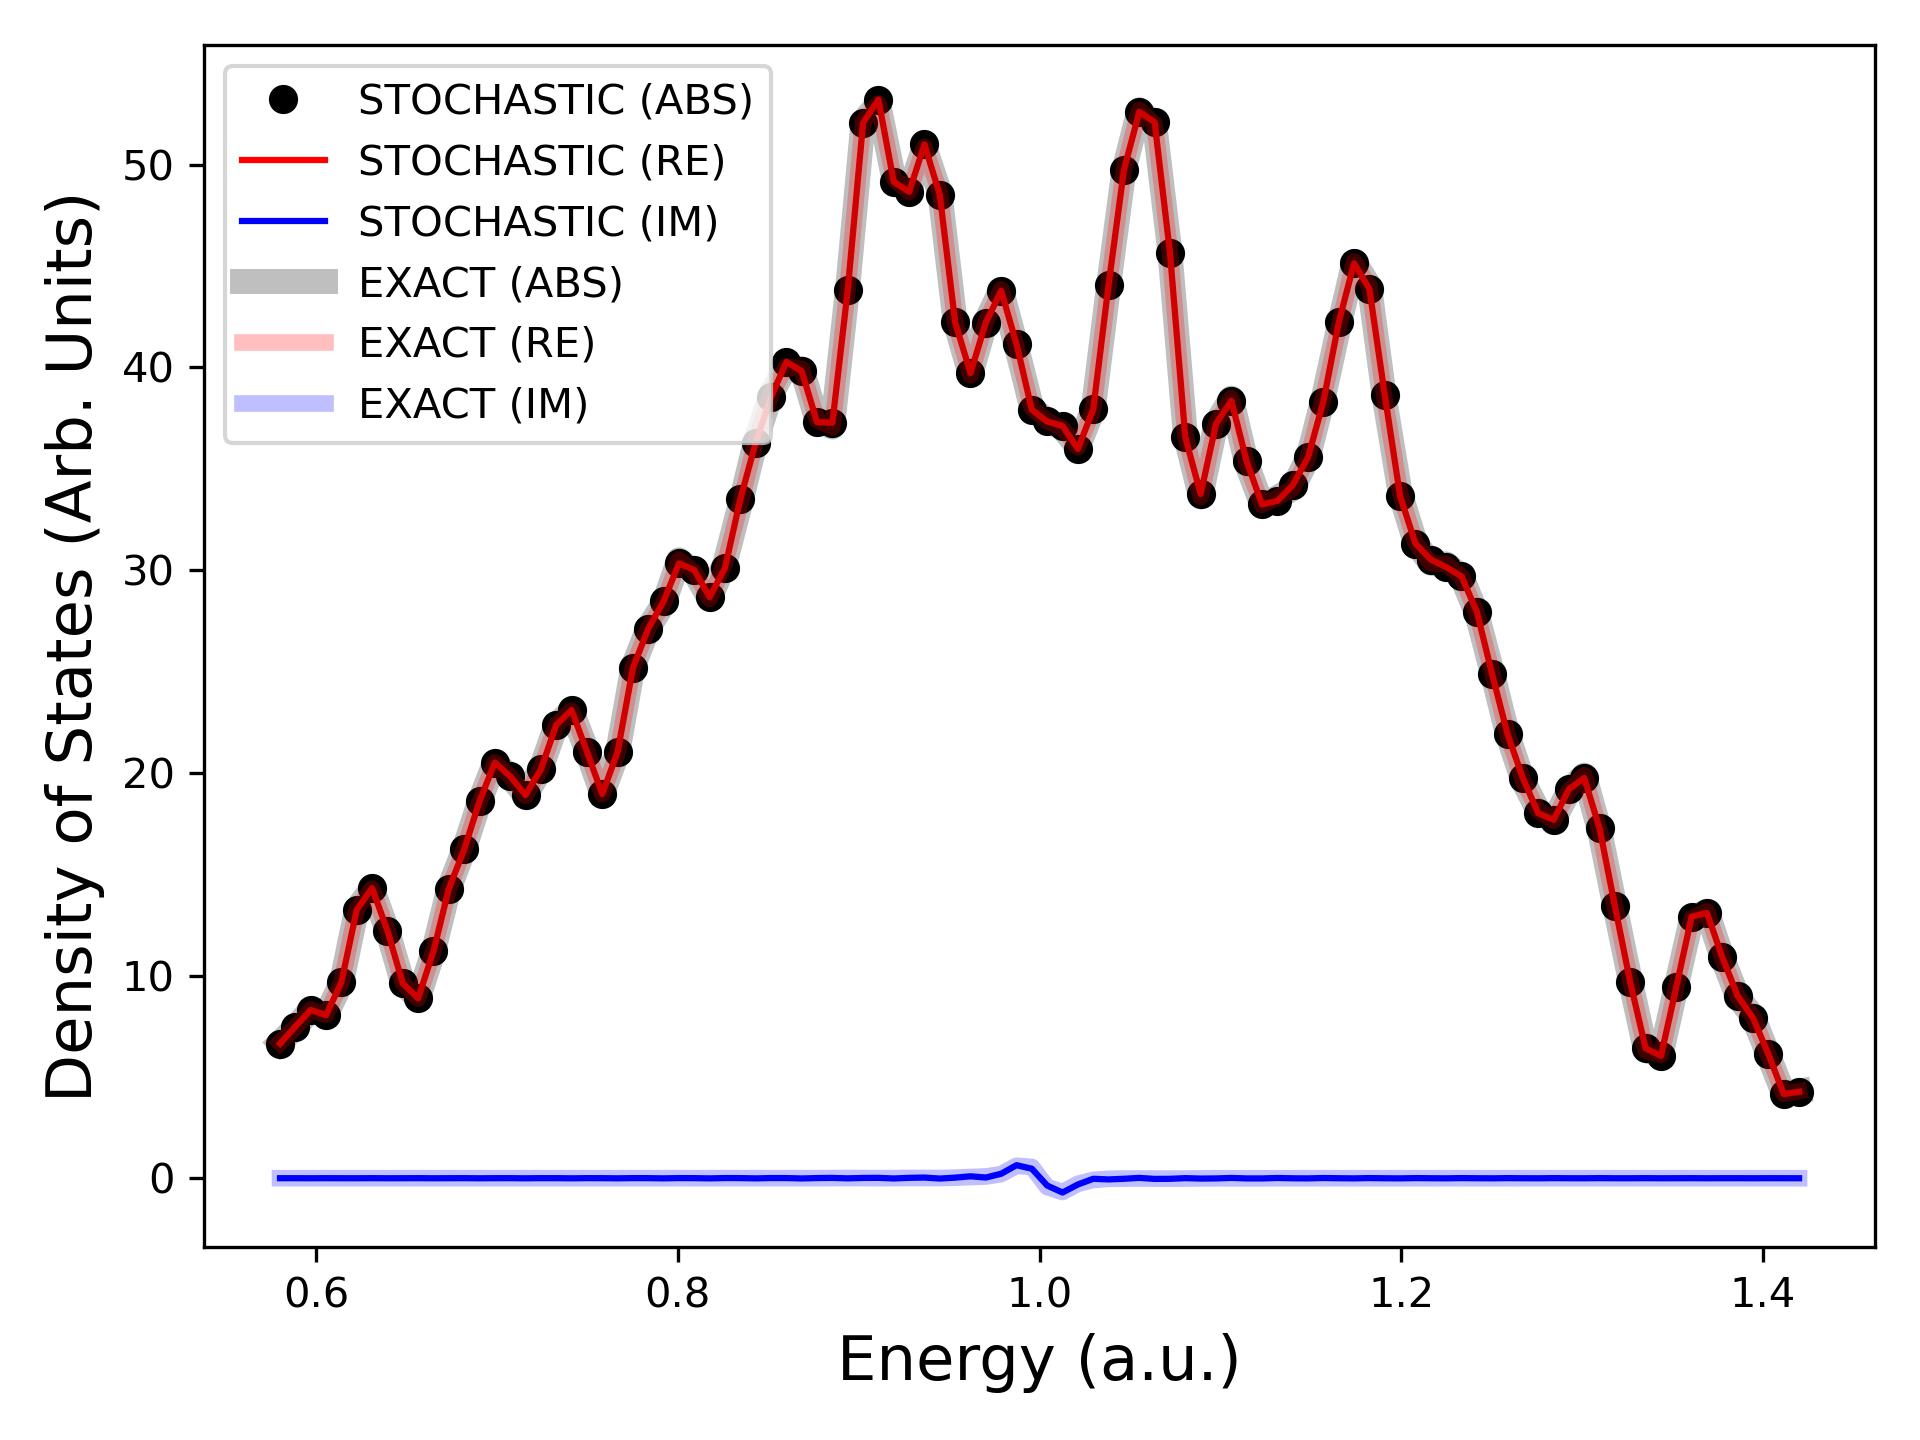 STOCHASTIC (ABS)
STOCHASTIC (RE)
STOCHASTIC (IM)
EXACT (ABS)
EXACT (RE)
EXACT (IM)
Density of States (Arb. Units)
50
40
30
20
10
0
0.6 0.8 1.0 1.2 1.4
Energy (a.u.)